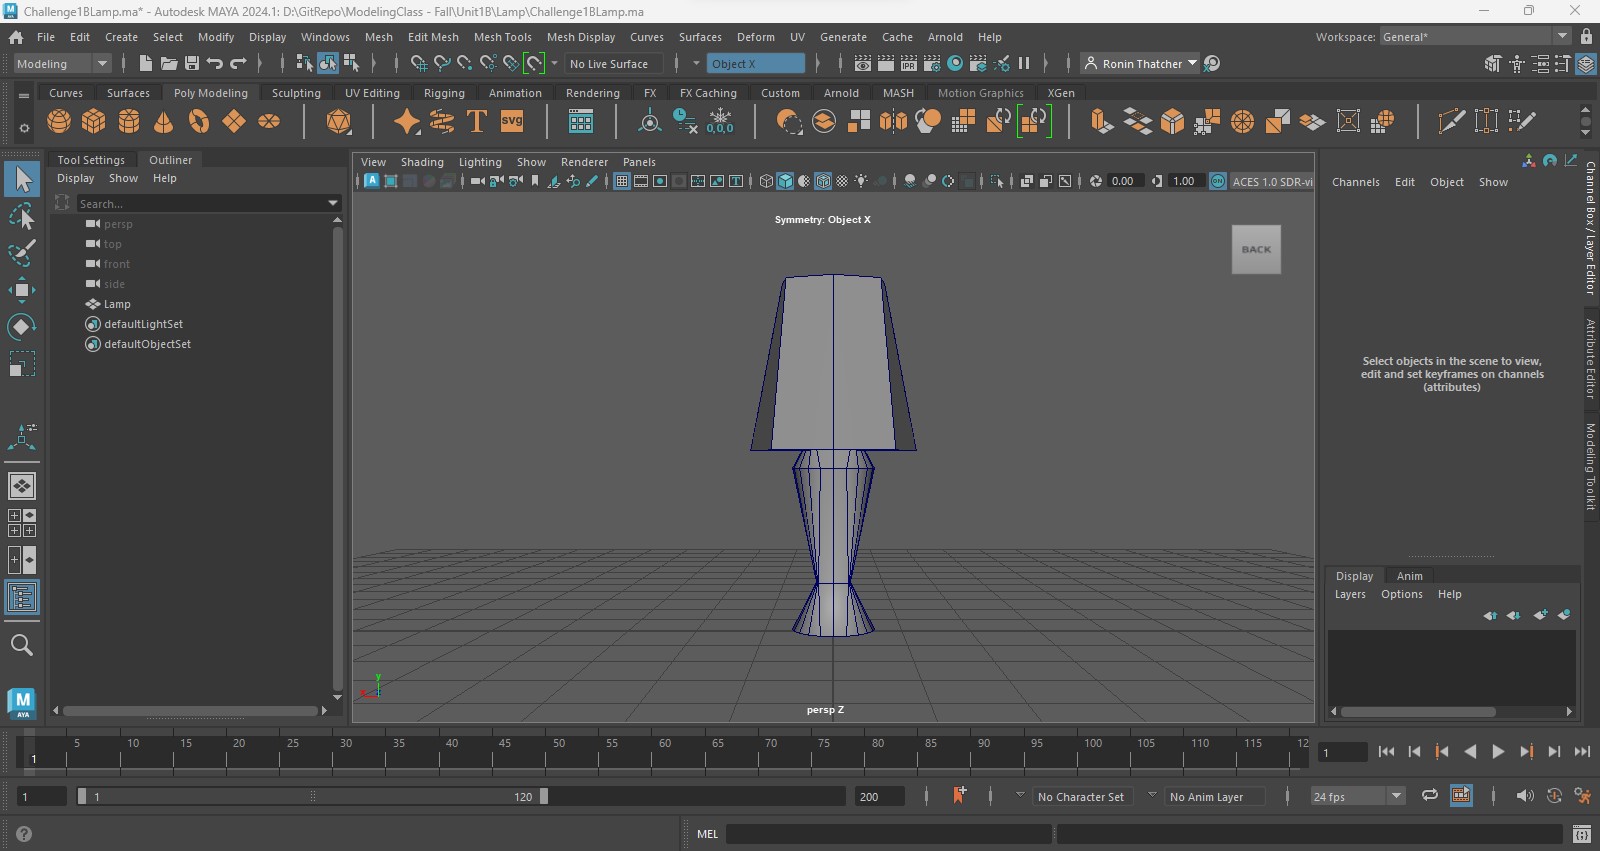 Challenge1BLamp.ma* - Autodesk MAYA 2024.1: D:\GitRepo\ModelingClass - Fall\Unit1B\Lamp\Challenge1BLamp.ma
File Edit Create Select Modify Display Windows Mesh Edit Mesh Mesh Tools Mesh Display Curves Surfaces Deform UV Generate Cache Arnold Help Workspace: General*
Modeling No Live Surface Object X IPR Ronin Thatcher
Curves Surfaces Poly Modeling Sculpting UV Editing Rigging Animation Rendering FX FX Caching Custom Arnold MASH Motion Graphics XGen
T SVG 0,0,0
Tool Settings Outliner
Display Show Help
Search...
persp
top
front
side
Lamp
defaultLightSet
defaultObjectSet
View Shading Lighting Show Renderer Panels
A T 0.00 1.00 ON ACES 1.0 SDR-vi
Symmetry: Object X
BACK
y
x
persp Z
Channels Edit Object Show
Select objects in the scene to view,
edit and set keyframes on channels
(attributes)
Channel Box / Layer Editor
Attribute Editor
Modeling Toolkit
Display Anim
Layers Options Help
M
AYA
5 10 15 20 25 30 35 40 45 50 55 60 65 70 75 80 85 90 95 100 105 110 115 12
1
1
1 1 120 200 No Character Set No Anim Layer 24 fps
? MEL